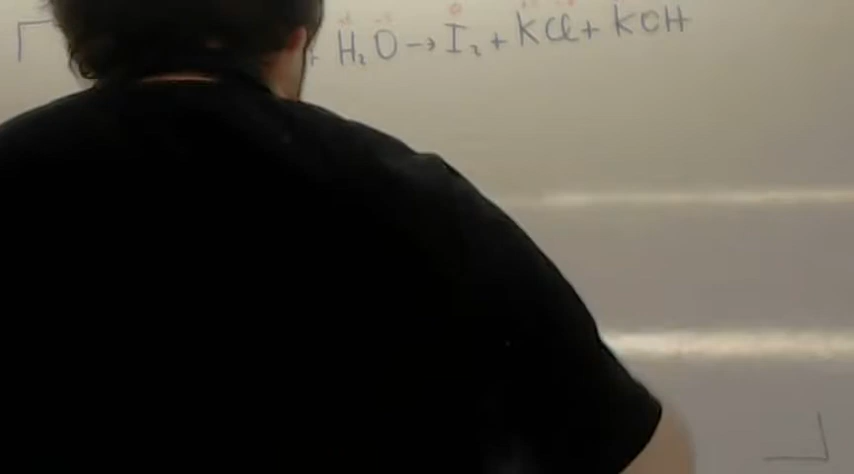 + H₂O → I₂ + KCl + KOH